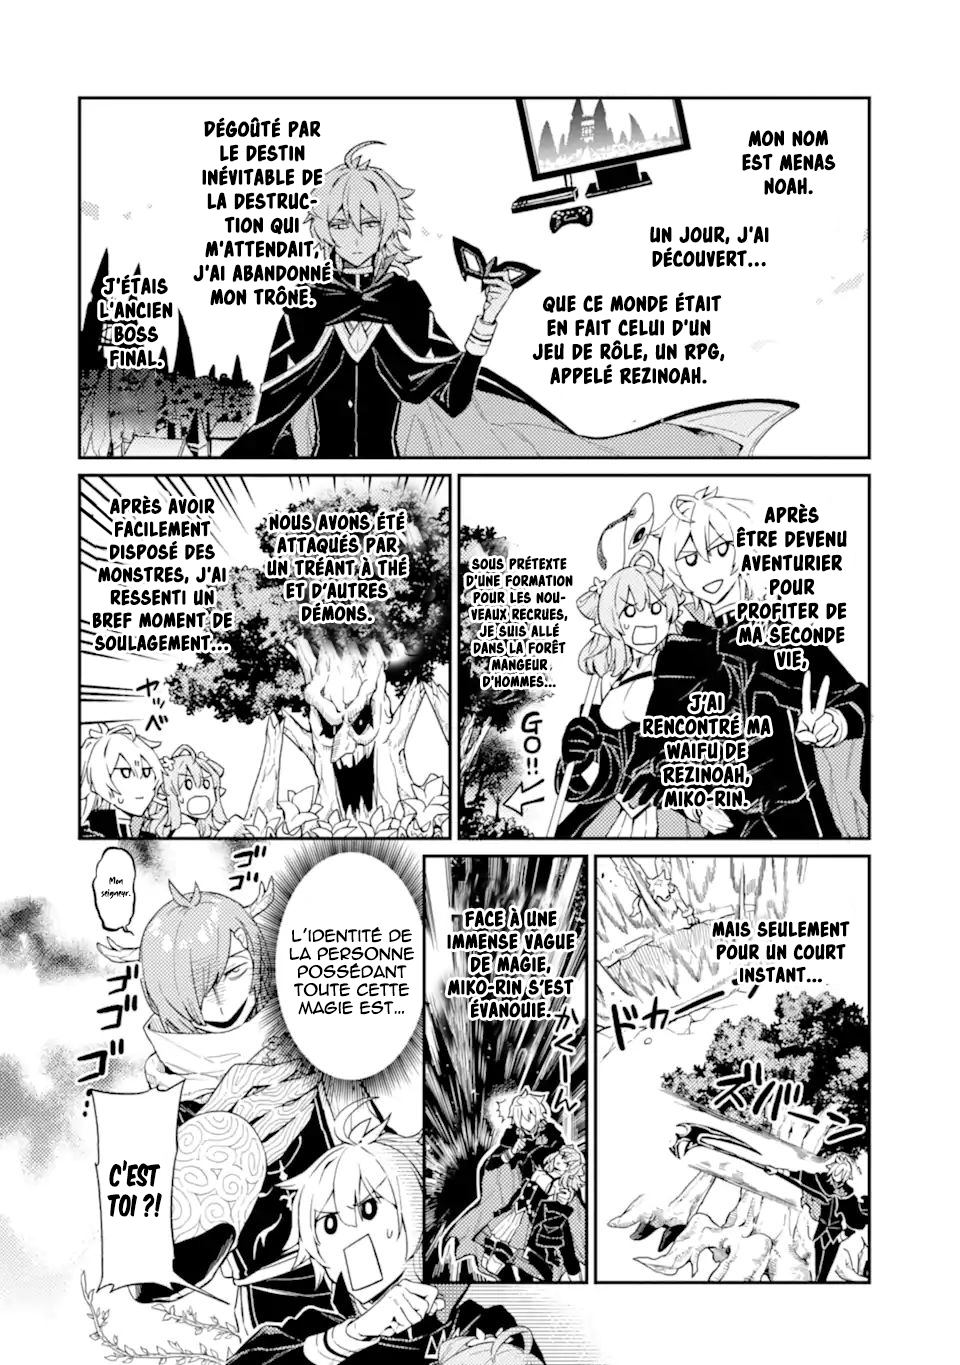 MON NOM
EST MENAS
NOAH.
UN JOUR, J'AI
DÉCOUVERT...
QUE CE MONDE ÉTAIT
EN FAIT CELUI D'UN
JEU DE RÔLE, UN RPG,
APPELÉ REZINOAH.
DÉGOÛTÉ PAR
LE DESTIN
INÉVITABLE DE
LA DESTRUC-
TION QUI
M'ATTENDAIT,
J'AI ABANDONNÉ
MON TRÔNE.
J'ÉTAIS
L'ANCIEN
BOSS
FINAL.
APRÈS
ÊTRE DEVENU
AVENTURIER
POUR
PROFITER DE
MA SECONDE
VIE,
J'AI
RENCONTRÉ MA
WAIFU DE
REZINOAH,
MIKO-RIN.
SOUS PRÉTEXTE
D'UNE FORMATION
POUR LES NOU-
VEAUX RECRUES,
JE SUIS ALLÉ
DANS LA FORÊT
MANGEUR
D'HOMMES...
GO!!
NOUS AVONS ÉTÉ
ATTAQUÉS PAR
UN TRÉANT À THÉ
ET D'AUTRES
DÉMONS.
APRÈS AVOIR
FACILEMENT
DISPOSÉ DES
MONSTRES, J'AI
RESSENTI UN
BREF MOMENT DE
SOULAGEMENT...
ヤッべ
MAIS SEULEMENT
POUR UN COURT
INSTANT...
ドカーッ
ズズーン
FACE À UNE
IMMENSE VAGUE
DE MAGIE,
MIKO-RIN S'EST
ÉVANOUIE.
L'IDENTITÉ DE
LA PERSONNE
POSSÉDANT
TOUTE CETTE
MAGIE EST...
ゴゴ
ゴゴゴ
Mon
seigneur.
C'EST
TOI ?!